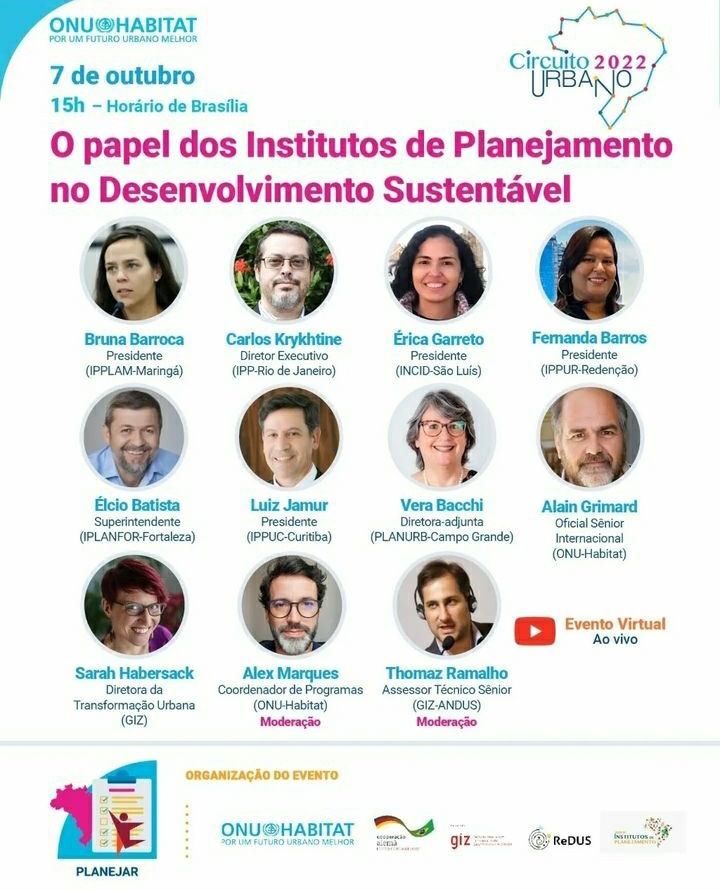 ONU HABITAT
POR UM FUTURO URBANO MELHOR
Circuito 2022
URBANO
7 de outubro
15h – Horário de Brasília
O papel dos Institutos de Planejamento
no Desenvolvimento Sustentável
Bruna Barroca
Presidente
(IPPLAM-Maringá)
Carlos Krykhtine
Diretor Executivo
(IPP-Rio de Janeiro)
Érica Garreto
Presidente
(INCID-São Luís)
Fernanda Barros
Presidente
(IPPUR-Redenção)
Élcio Batista
Superintendente
(IPLANFOR-Fortaleza)
Luiz Jamur
Presidente
(IPPUC-Curitiba)
Vera Bacchi
Diretora-adjunta
(PLANURB-Campo Grande)
Alain Grimard
Oficial Sênior
Internacional
(ONU-Habitat)
Sarah Habersack
Diretora da
Transformação Urbana
(GIZ)
Alex Marques
Coordenador de Programas
(ONU-Habitat)
Moderação
Thomaz Ramalho
Assessor Técnico Sênior
(GIZ-ANDUS)
Moderação
Evento Virtual
Ao vivo
PLANEJAR
ORGANIZAÇÃO DO EVENTO
ONU HABITAT
POR UM FUTURO URBANO MELHOR
cooperação
alemã
giz
ReDUS
INSTITUTOS DE
PLANEJAMENTO